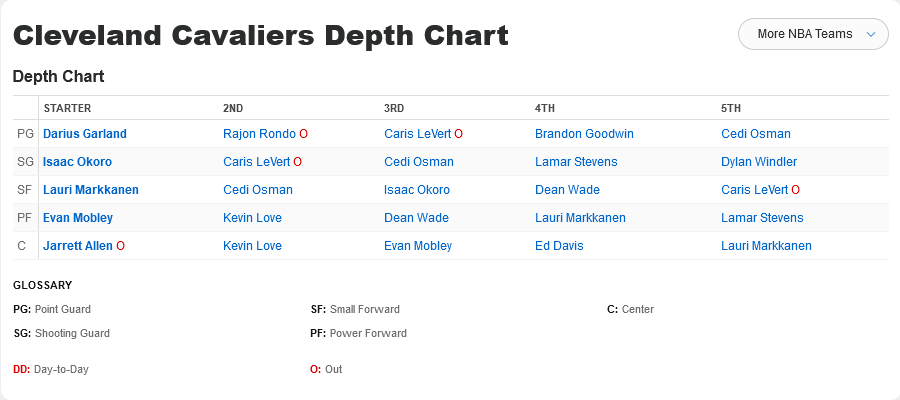 Cleveland Cavaliers Depth Chart
More NBA Teams
Depth Chart
STARTER 2ND 3RD 4TH 5TH
PG Darius Garland Rajon Rondo O Caris LeVert O Brandon Goodwin Cedi Osman
SG Isaac Okoro Caris LeVert O Cedi Osman Lamar Stevens Dylan Windler
SF Lauri Markkanen Cedi Osman Isaac Okoro Dean Wade Caris LeVert O
PF Evan Mobley Kevin Love Dean Wade Lauri Markkanen Lamar Stevens
C Jarrett Allen O Kevin Love Evan Mobley Ed Davis Lauri Markkanen
GLOSSARY
PG: Point Guard SF: Small Forward C: Center
SG: Shooting Guard PF: Power Forward
DD: Day-to-Day O: Out